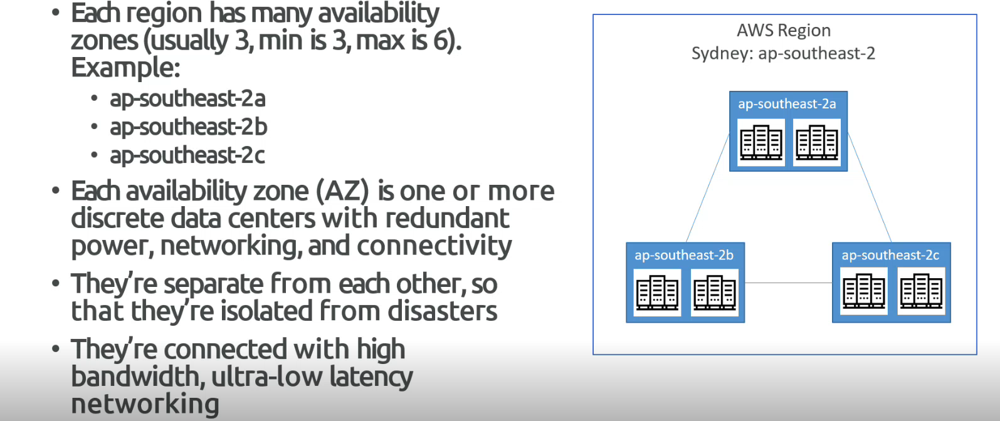 • Each region has many availability
zones (usually 3, min is 3, max is 6).
Example:
• ap-southeast-2a
• ap-southeast-2b
• ap-southeast-2c
• Each availability zone (AZ) is one or more
discrete data centers with redundant
power, networking, and connectivity
• They’re separate from each other, so
that they’re isolated from disasters
• They’re connected with high
bandwidth, ultra-low latency
networking
AWS Region
Sydney: ap-southeast-2
ap-southeast-2a
ap-southeast-2b
ap-southeast-2c